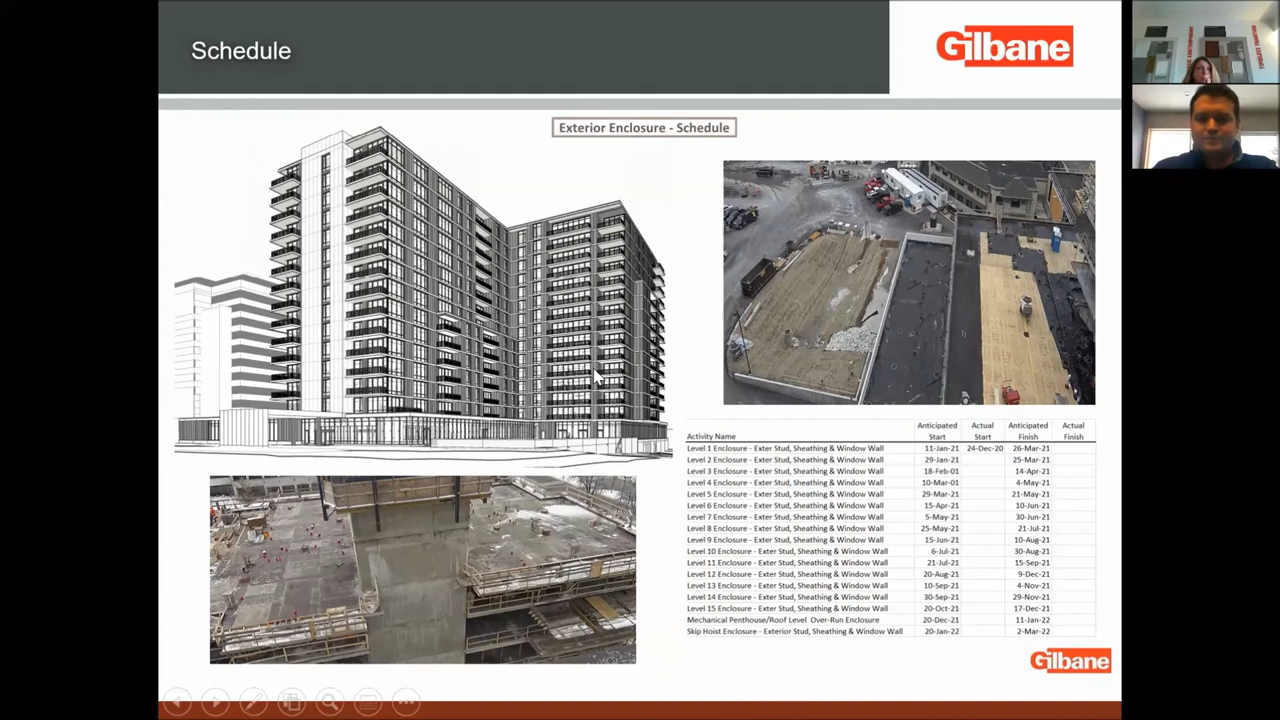 Schedule
Gilbane
Exterior Enclosure - Schedule
Activity Name Anticipated Start Actual Start Anticipated Finish Actual Finish
Level 1 Enclosure - Exter Stud, Sheathing & Window Wall 11-Jan-21 24-Dec-20 26-Mar-21
Level 2 Enclosure - Exter Stud, Sheathing & Window Wall 29-Jan-21 25-Mar-21
Level 3 Enclosure - Exter Stud, Sheathing & Window Wall 18-Feb-01 14-Apr-21
Level 4 Enclosure - Exter Stud, Sheathing & Window Wall 10-Mar-01 4-May-21
Level 5 Enclosure - Exter Stud, Sheathing & Window Wall 29-Mar-21 21-May-21
Level 6 Enclosure - Exter Stud, Sheathing & Window Wall 15-Apr-21 10-Jun-21
Level 7 Enclosure - Exter Stud, Sheathing & Window Wall 5-May-21 30-Jun-21
Level 8 Enclosure - Exter Stud, Sheathing & Window Wall 25-May-21 21-Jul-21
Level 9 Enclosure - Exter Stud, Sheathing & Window Wall 15-Jun-21 10-Aug-21
Level 10 Enclosure - Exter Stud, Sheathing & Window Wall 6-Jul-21 30-Aug-21
Level 11 Enclosure - Exter Stud, Sheathing & Window Wall 21-Jul-21 15-Sep-21
Level 12 Enclosure - Exter Stud, Sheathing & Window Wall 20-Aug-21 9-Dec-21
Level 13 Enclosure - Exter Stud, Sheathing & Window Wall 10-Sep-21 4-Nov-21
Level 14 Enclosure - Exter Stud, Sheathing & Window Wall 30-Sep-21 29-Nov-21
Level 15 Enclosure - Exter Stud, Sheathing & Window Wall 20-Oct-21 17-Dec-21
Mechanical Penthouse/Roof Level Over-Run Enclosure 20-Dec-21 11-Jan-22
Skip Hoist Enclosure - Exterior Stud, Sheathing & Window Wall 20-Jan-22 2-Mar-22
Gilbane